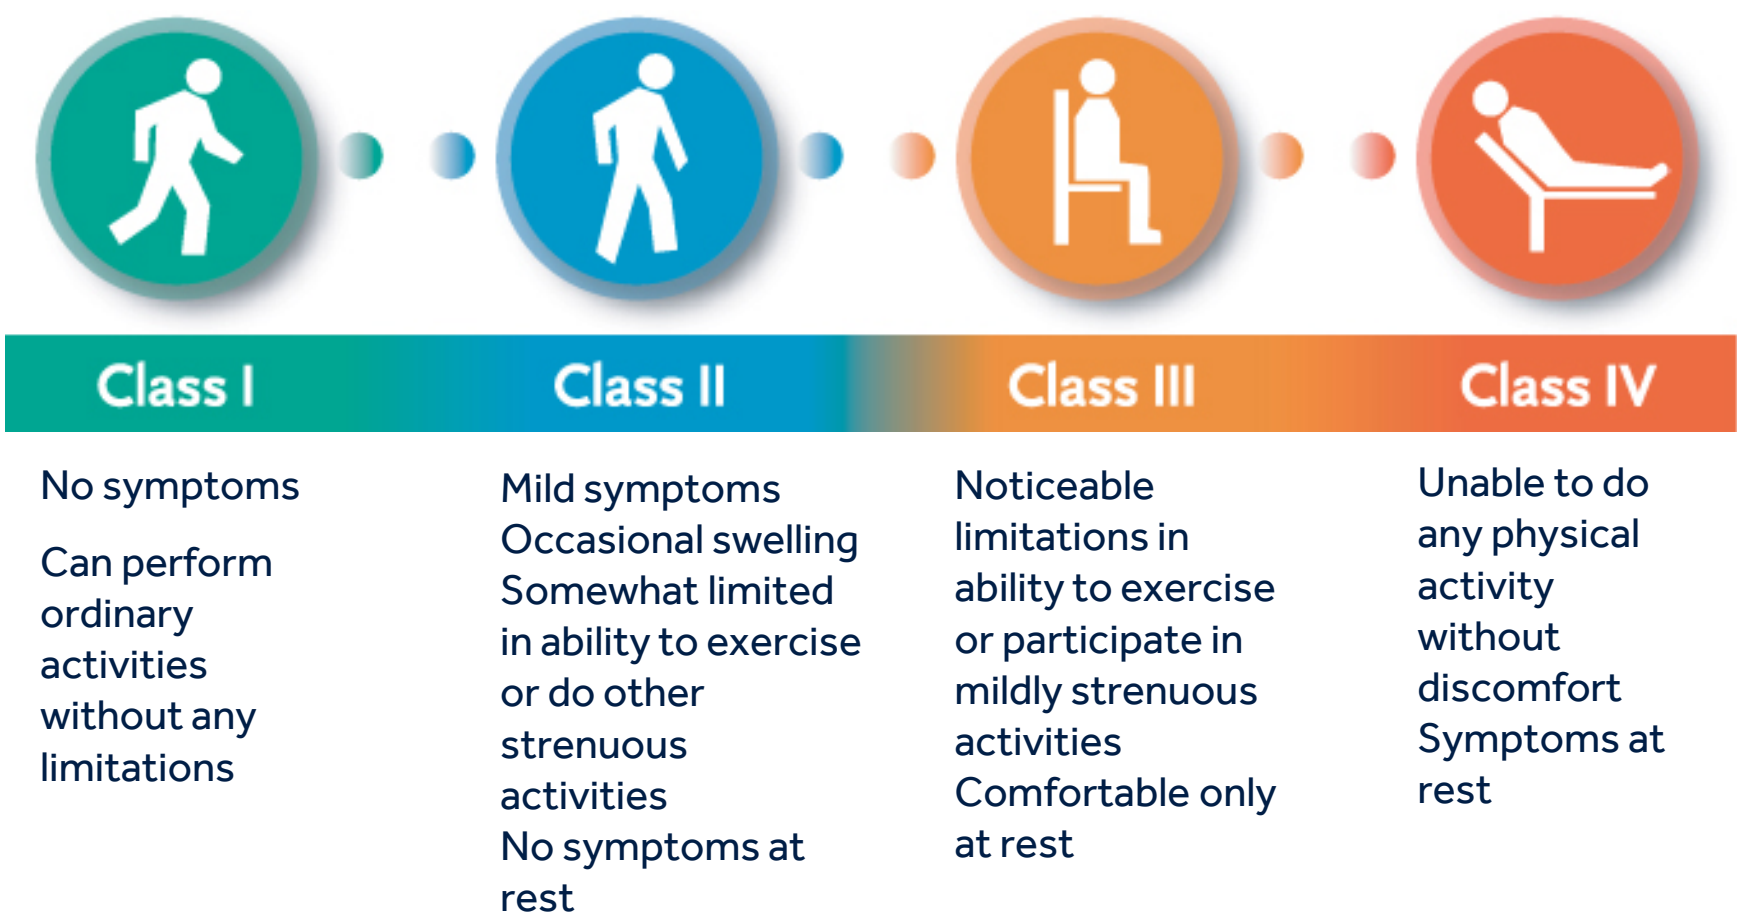 Class I
Class II
Class III
Class IV
No symptoms
Can perform
ordinary
activities
without any
limitations
Mild symptoms
Occasional swelling
Somewhat limited
in ability to exercise
or do other
strenuous
activities
No symptoms at
rest
Noticeable
limitations in
ability to exercise
or participate in
mildly strenuous
activities
Comfortable only
at rest
Unable to do
any physical
activity
without
discomfort
Symptoms at
rest